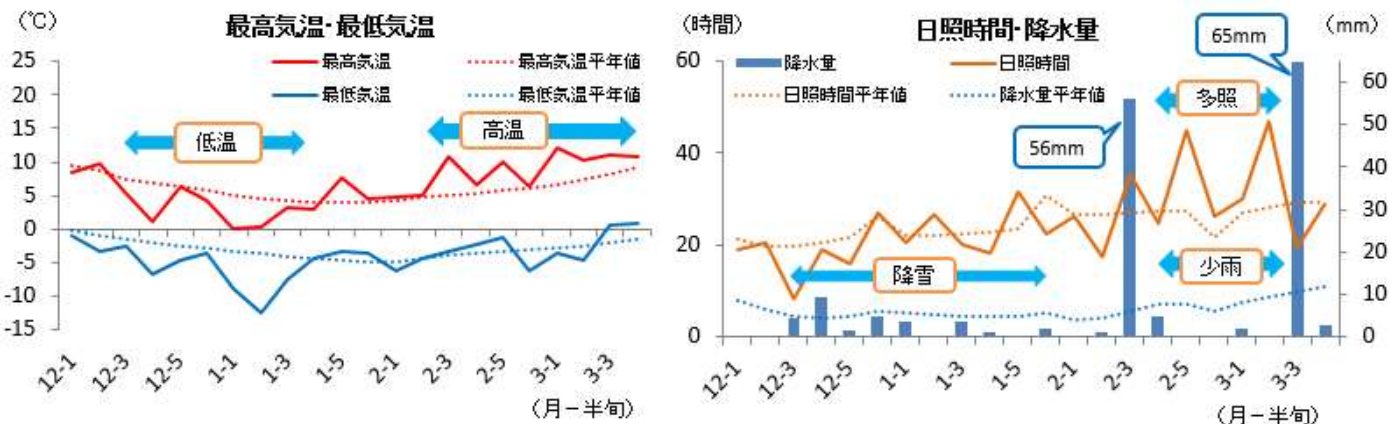 (℃)
最高気温・最低気温
最高気温
最高気温平年値
最低気温
最低気温平年値
25
20
15
10
5
0
-5
-10
-15
低温
高温
12-1
12-3
12-5
1-1
1-3
1-5
2-1
2-3
2-5
3-1
3-3
(月－半旬)
(時間)
日照時間・降水量
(mm)
降水量
日照時間
日照時間平年値
降水量平年値
60
40
20
0
65mm
56mm
多照
降雪
少雨
60
50
40
30
20
10
0
12-1
12-3
12-5
1-1
1-3
1-5
2-1
2-3
2-5
3-1
3-3
(月－半旬)